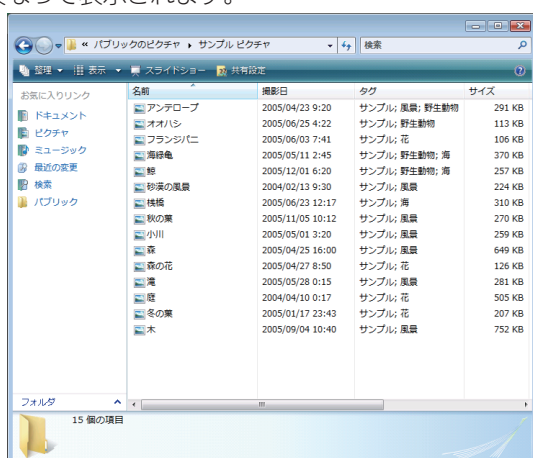 よって表示されます。
« パブリックのピクチャ ▸ サンプル ピクチャ 検索
整理 表示 スライドショー 共有設定
お気に入りリンク
ドキュメント
ピクチャ
ミュージック
最近の変更
検索
パブリック
フォルダ
名前 撮影日 タグ サイズ
アンテロープ 2005/04/23 9:20 サンプル; 風景; 野生動物 291 KB
オオハシ 2005/06/25 4:22 サンプル; 野生動物 113 KB
フランジパニ 2005/06/03 7:41 サンプル; 花 106 KB
海緑亀 2005/05/11 2:45 サンプル; 野生動物; 海 370 KB
鯨 2005/12/01 6:20 サンプル; 野生動物; 海 257 KB
砂漠の風景 2004/02/13 9:30 サンプル; 風景 224 KB
桟橋 2005/06/23 12:17 サンプル; 海 310 KB
秋の葉 2005/11/05 10:12 サンプル; 風景 270 KB
小川 2005/05/01 3:20 サンプル; 風景 259 KB
森 2005/04/25 16:00 サンプル; 風景 649 KB
森の花 2005/04/27 8:50 サンプル; 花 126 KB
滝 2005/05/28 0:15 サンプル; 風景 281 KB
庭 2004/04/10 0:17 サンプル; 花 505 KB
冬の葉 2005/01/17 23:43 サンプル; 花 207 KB
木 2005/09/04 10:40 サンプル; 風景 752 KB
15 個の項目